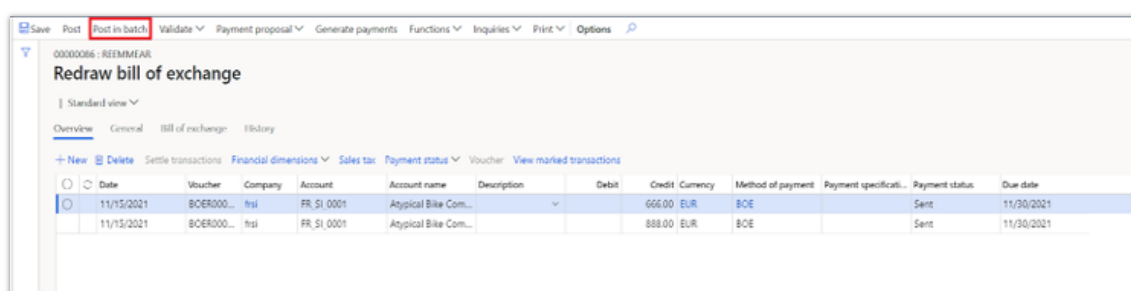 Save Post Post in batch Validate Payment proposal Generate payments Functions Inquiries Print Options
00000086 : REEMMEAR
Redraw bill of exchange
Standard view
Overview General Bill of exchange History
New Delete Settle transactions Financial dimensions Sales tax Payment status Voucher View marked transactions
Date Voucher Company Account Account name Description Debit Credit Currency Method of payment Payment specificati... Payment status Due date
11/15/2021 BOER000... frsi FR_SI_0001 Atypical Bike Com... 666.00 EUR BOE Sent 11/30/2021
11/15/2021 BOER000... frsi FR_SI_0001 Atypical Bike Com... 888.00 EUR BOE Sent 11/30/2021